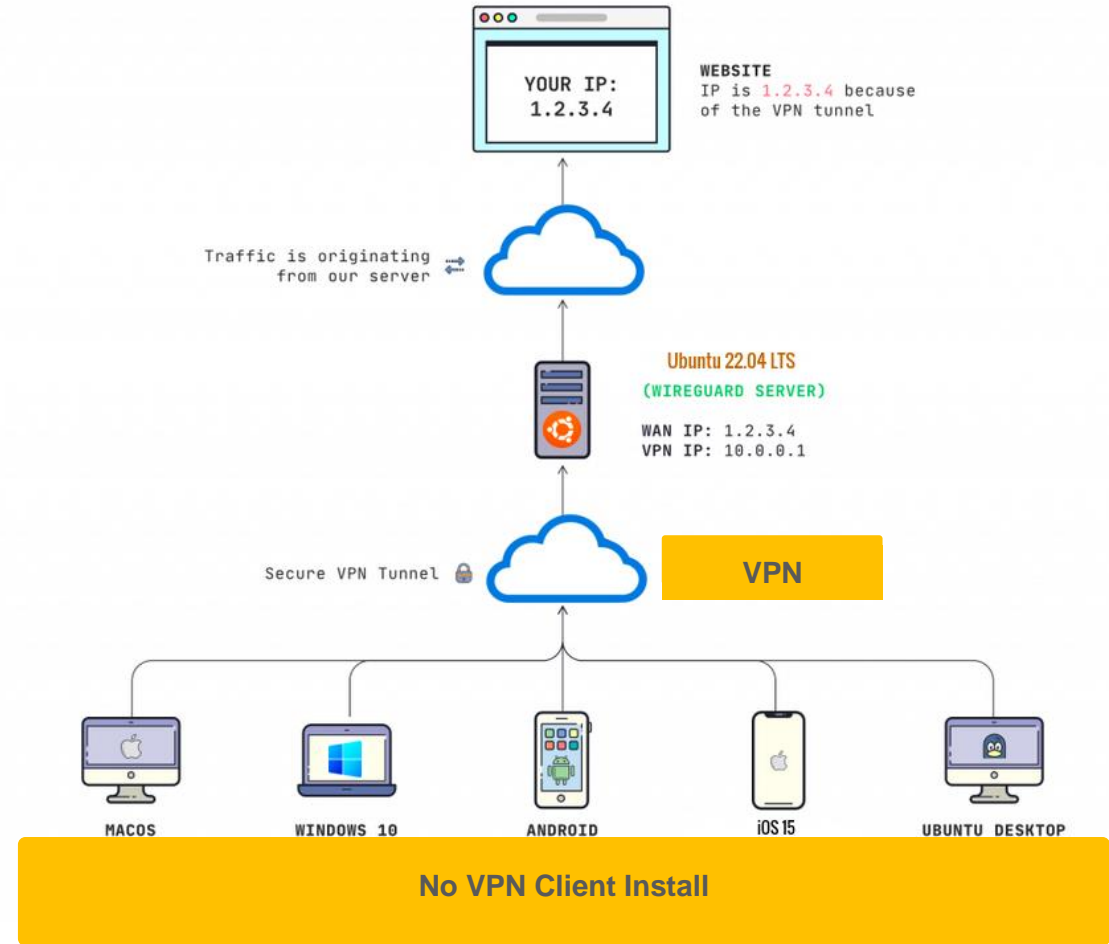 YOUR IP:
1.2.3.4
WEBSITE
IP is 1.2.3.4 because
of the VPN tunnel
Traffic is originating
from our server
Ubuntu 22.04 LTS
(WIREGUARD SERVER)
WAN IP: 1.2.3.4
VPN IP: 10.0.0.1
Secure VPN Tunnel
VPN
MACOS
WINDOWS 10
ANDROID
iOS 15
UBUNTU DESKTOP
No VPN Client Install